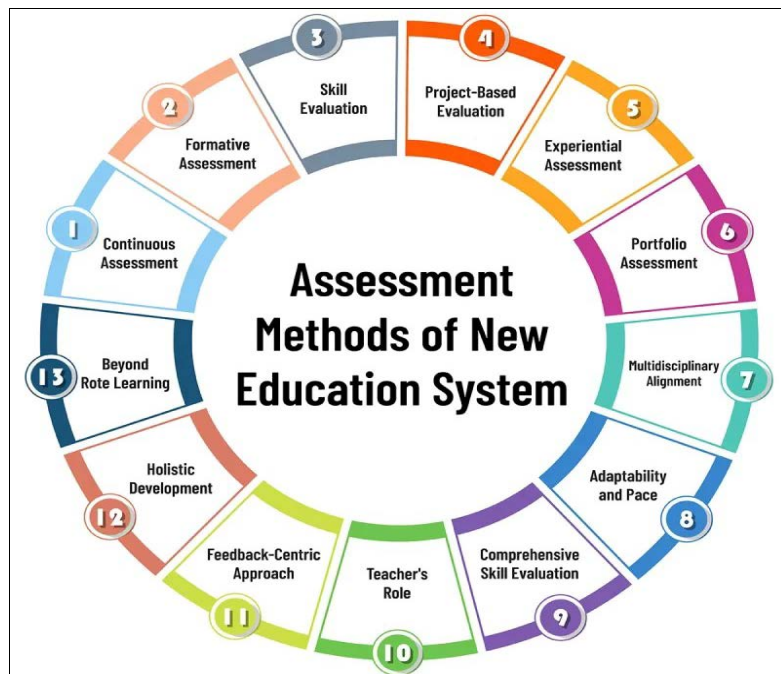 Assessment
Methods of New
Education System
1
Continuous
Assessment
2
Formative
Assessment
3
Skill
Evaluation
4
Project-Based
Evaluation
5
Experiential
Assessment
6
Portfolio
Assessment
7
Multidisciplinary
Alignment
8
Adaptability
and Pace
9
Comprehensive
Skill Evaluation
10
Teacher's
Role
11
Feedback-Centric
Approach
12
Holistic
Development
13
Beyond
Rote Learning